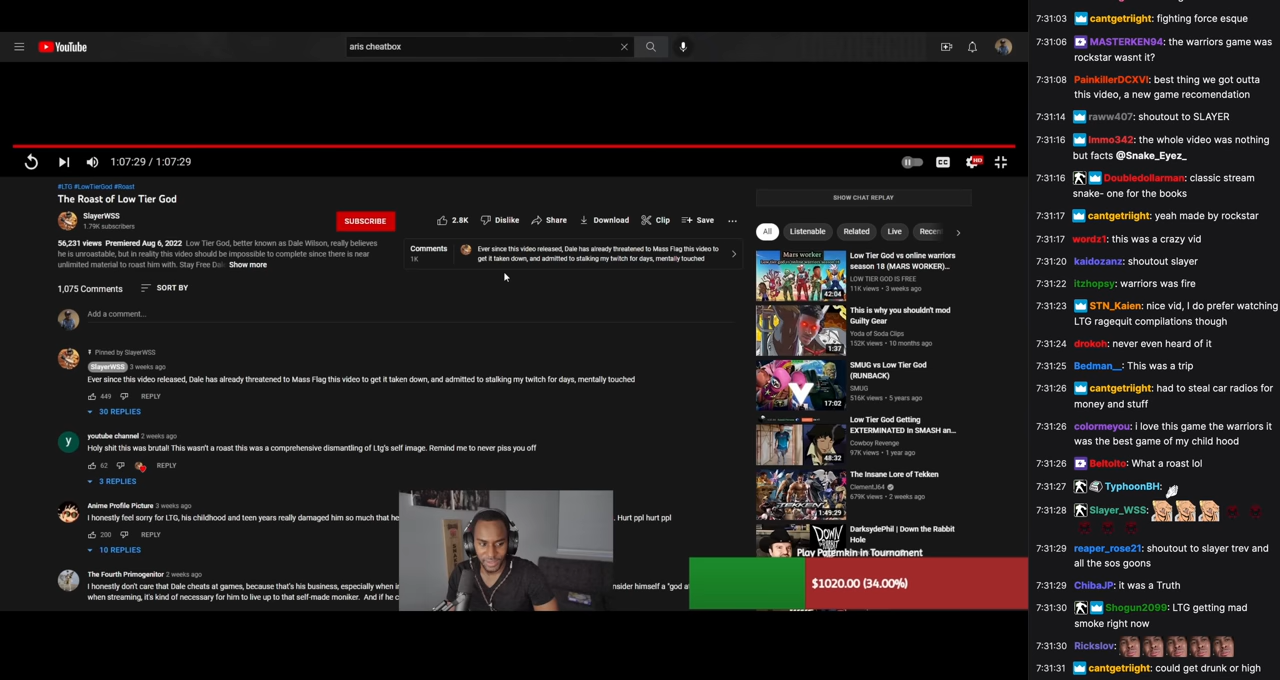 YouTube
aris cheatbox
1:07:29 / 1:07:29
CC
HD
#LTG #LowTierGod #Roast
The Roast of Low Tier God
SlayerWSS
1.79K subscribers
SUBSCRIBE
2.8K
Dislike
Share
Download
Clip
Save
56,231 views Premiered Aug 6, 2022 Low Tier God, better known as Dale Wilson, really believes
he is unroastable, but in reality this video should be impossible to complete since there is near
unlimited material to roast him with. Stay Free Dal Show more
Comments
1K
Ever since this video released, Dale has already threatened to Mass Flag this video to
get it taken down, and admitted to stalking my twitch for days, mentally touched
1,075 Comments
SORT BY
Add a comment...
Pinned by SlayerWSS
SlayerWSS 3 weeks ago
Ever since this video released, Dale has already threatened to Mass Flag this video to get it taken down, and admitted to stalking my twitch for days, mentally touched
449
REPLY
30 REPLIES
y
youtube channel 2 weeks ago
Holy shit this was brutal! This wasn't a roast this was a comprehensive dismantling of Ltg's self image. Remind me to never piss you off
62
REPLY
3 REPLIES
Anime Profile Picture 3 weeks ago
I honestly feel sorry for LTG, his childhood and teen years really damaged him so much that he
. Hurt ppl hurt ppl
200
REPLY
10 REPLIES
The Fourth Primogenitor 2 weeks ago
I honestly don't care that Dale cheats at games, because that's his business, especially when i
nsider himself a "god a
when streaming, it's kind of necessary for him to live up to that self-made moniker. And if he c
SHOW CHAT REPLAY
All
Listenable
Related
Live
Recen
Mars worker
42:04
Low Tier God vs online warriors
season 18 (MARS WORKER)...
LOW TIER GOD IS FREE
11K views • 3 weeks ago
1:37
This is why you shouldn't mod
Guilty Gear
Yoda of Soda Clips
152K views • 10 months ago
17:02
SMUG vs Low Tier God
(RUNBACK)
SMUG
516K views • 5 years ago
48:32
Low Tier God Getting
EXTERMINATED In SMASH an...
Cowboy Revenge
97K views • 1 year ago
TEKKEN
1:49:29
The Insane Lore of Tekken
ClementJ64
679K views • 2 weeks ago
DOWN
DarksydePhil | Down the Rabbit
Hole
Play Potemkin in Tournament
$1020.00 (34.00%)
7:31:03 cantgetriight: fighting force esque
7:31:06 MASTERKEN94: the warriors game was
rockstar wasnt it?
7:31:08 PainkillerDCXVI: best thing we got outta
this video, a new game recomendation
7:31:14 raww407: shoutout to SLAYER
7:31:16 Immo342: the whole video was nothing
but facts @Snake_Eyez_
7:31:16 Doubledollarman: classic stream
snake- one for the books
7:31:17 cantgetriight: yeah made by rockstar
7:31:17 wordz1: this was a crazy vid
7:31:20 kaidozanz: shoutout slayer
7:31:22 itzhopsy: warriors was fire
7:31:23 STN_Kaien: nice vid, I do prefer watching
LTG ragequit compilations though
7:31:24 drokoh: never even heard of it
7:31:25 Bedman__: This was a trip
7:31:26 cantgetriight: had to steal car radios for
money and stuff
7:31:26 colormeyou: i love this game the warriors it
was the best game of my child hood
7:31:26 Beltoito: What a roast lol
7:31:27 TyphoonBH:
7:31:28 Slayer_WSS:
7:31:29 reaper_rose21: shoutout to slayer trev and
all the sos goons
7:31:29 ChibaJP: it was a Truth
7:31:30 Shogun2099: LTG getting mad
smoke right now
7:31:30 Rickslov:
7:31:31 cantgetriight: could get drunk or high